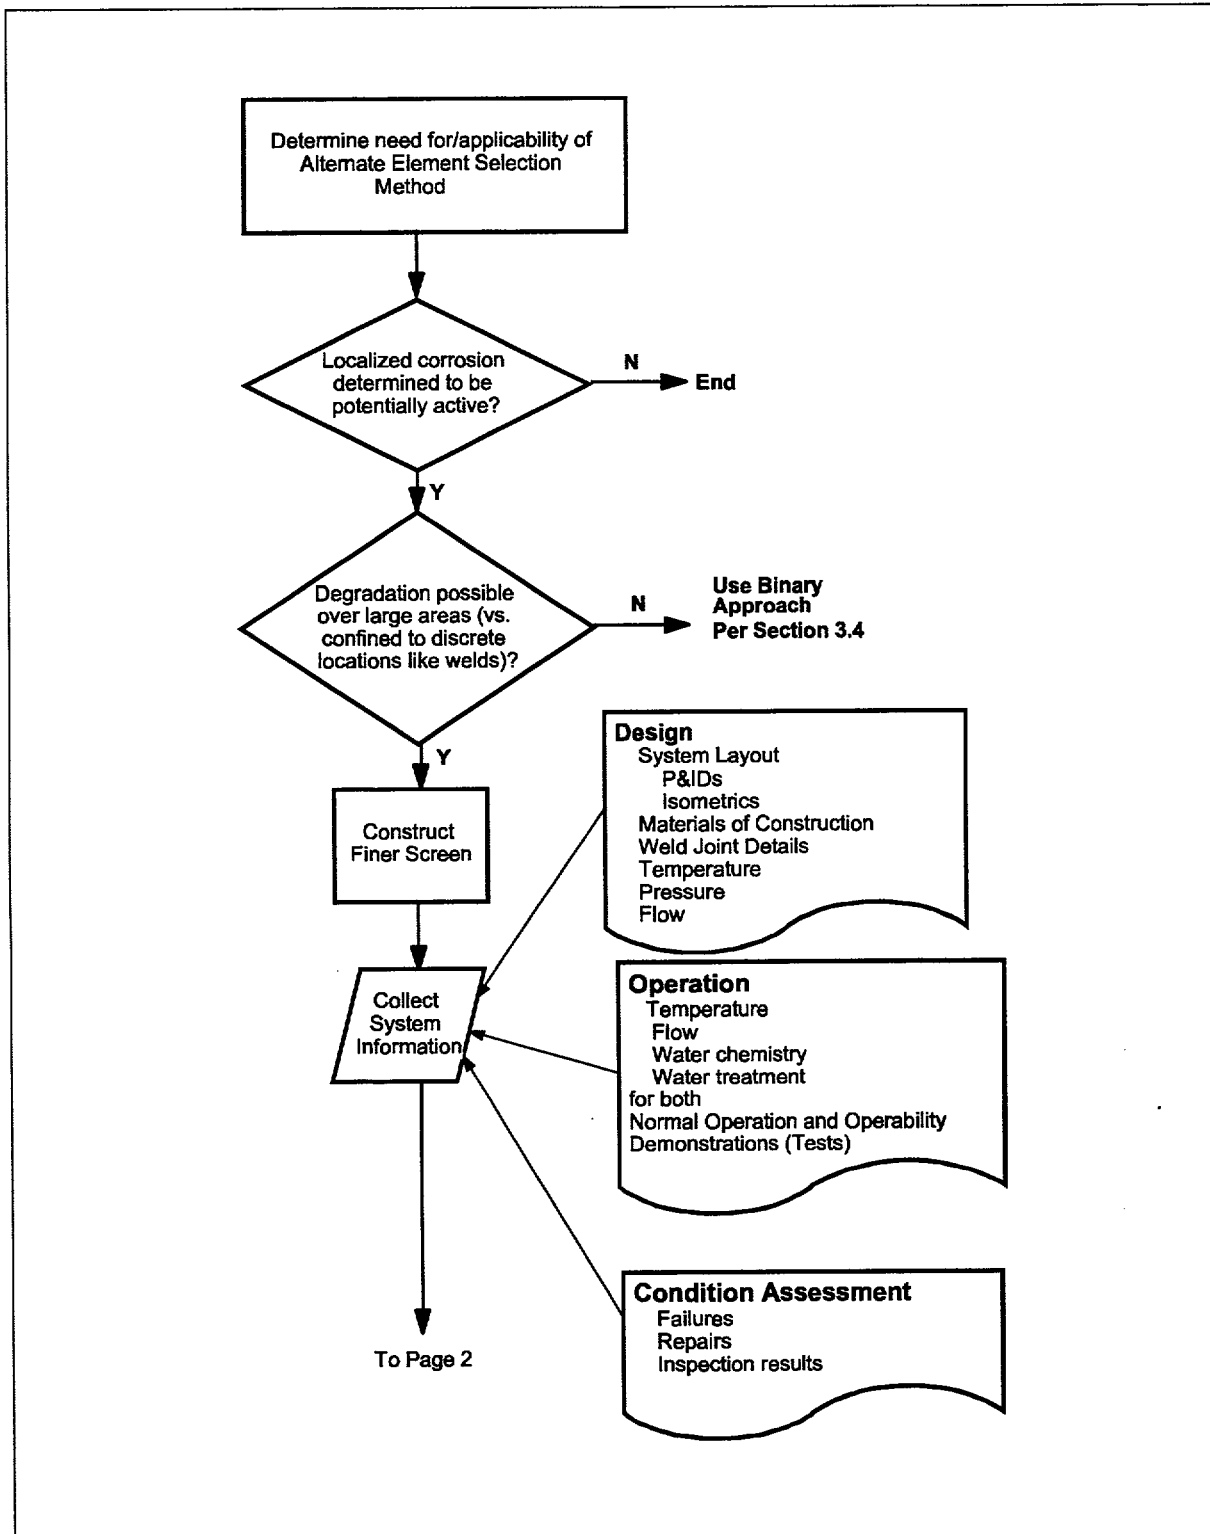 Determine need for/applicability of
Alternate Element Selection
Method
Localized corrosion
determined to be
potentially active?
N
End
Y
Degradation possible
over large areas (vs.
confined to discrete
locations like welds)?
N
Use Binary
Approach
Per Section 3.4
Y
Construct
Finer Screen
Collect
System
Information
Design
System Layout
P&IDs
Isometrics
Materials of Construction
Weld Joint Details
Temperature
Pressure
Flow
Operation
Temperature
Flow
Water chemistry
Water treatment
for both
Normal Operation and Operability
Demonstrations (Tests)
Condition Assessment
Failures
Repairs
Inspection results
To Page 2